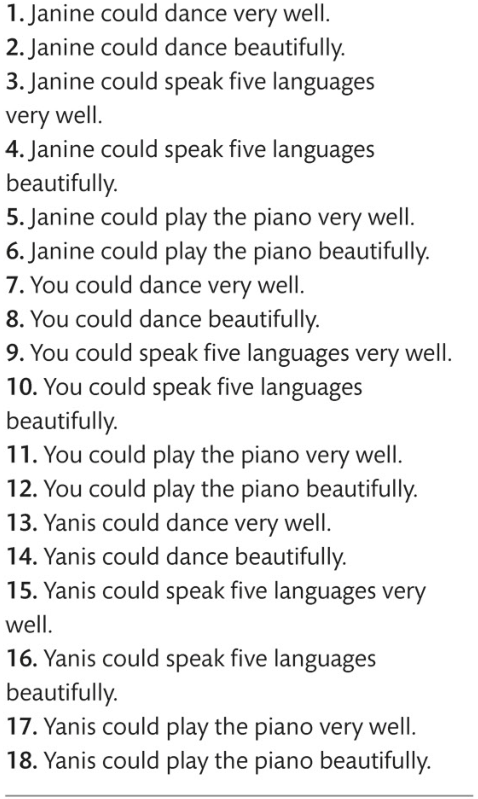 1. Janine could dance very well.
2. Janine could dance beautifully.
3. Janine could speak five languages
very well.
4. Janine could speak five languages
beautifully.
5. Janine could play the piano very well.
6. Janine could play the piano beautifully.
7. You could dance very well.
8. You could dance beautifully.
9. You could speak five languages very well.
10. You could speak five languages
beautifully.
11. You could play the piano very well.
12. You could play the piano beautifully.
13. Yanis could dance very well.
14. Yanis could dance beautifully.
15. Yanis could speak five languages very
well.
16. Yanis could speak five languages
beautifully.
17. Yanis could play the piano very well.
18. Yanis could play the piano beautifully.